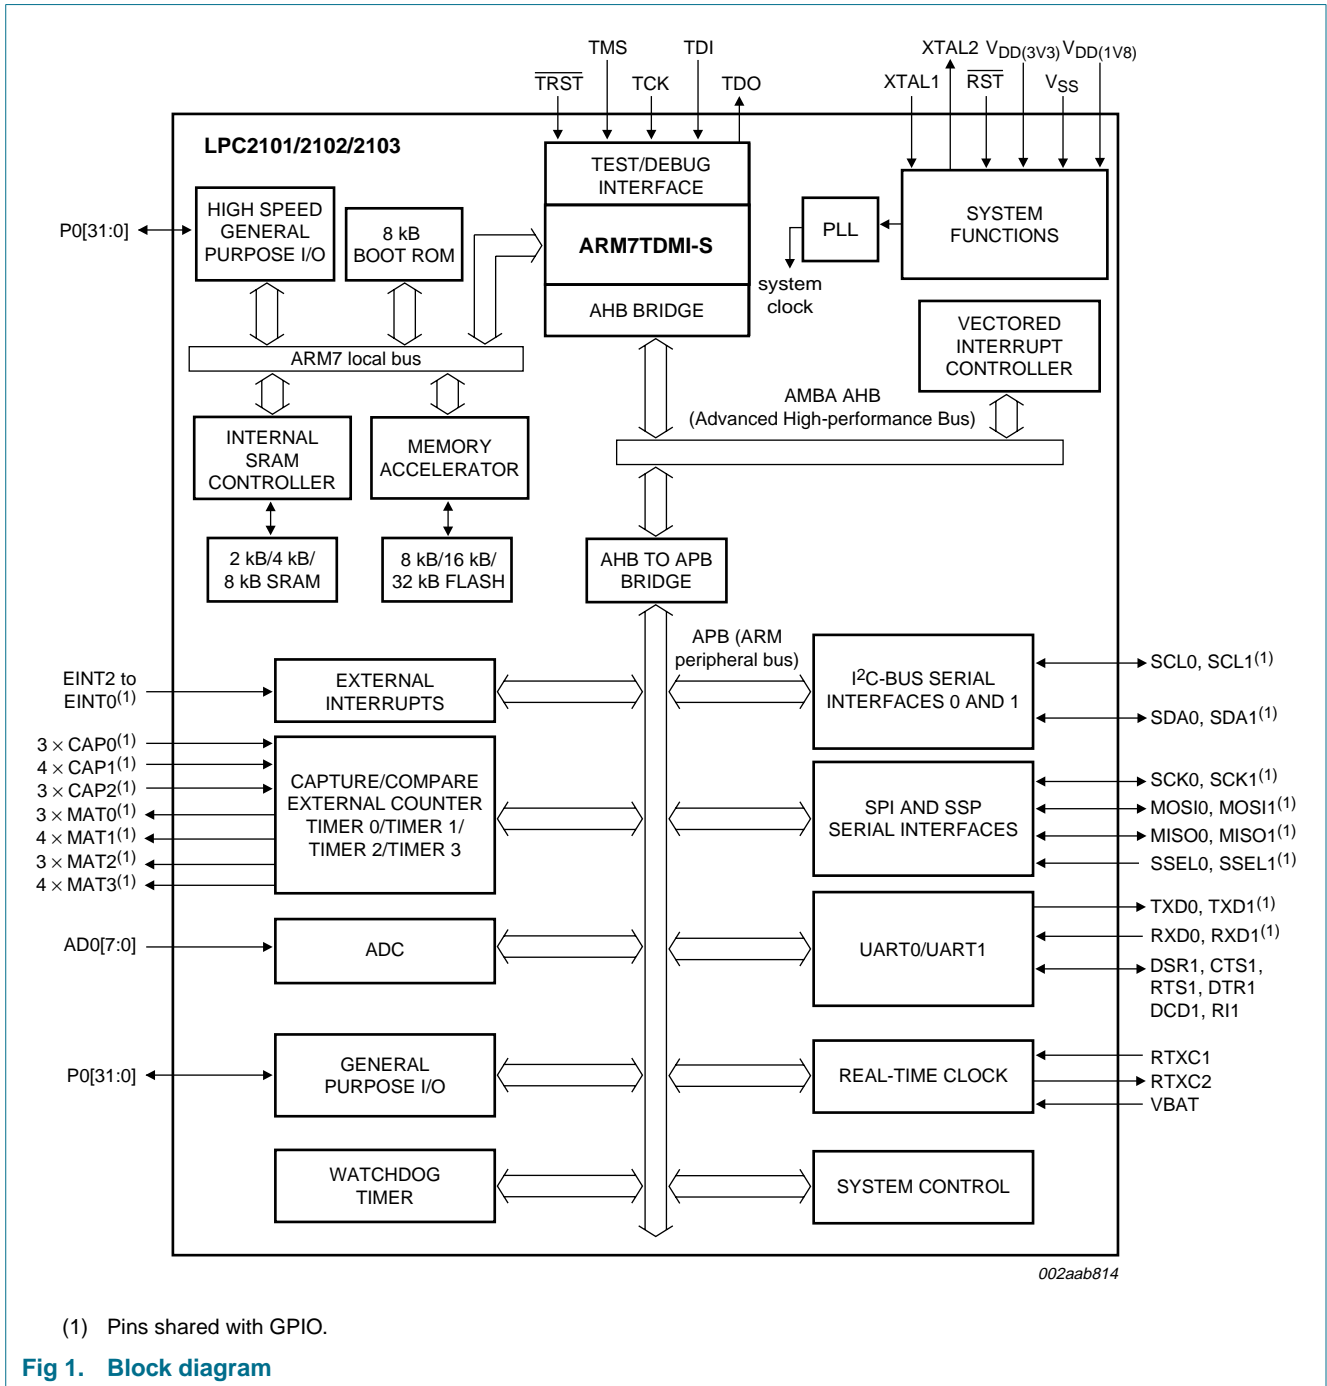 TMS TDI XTAL2 VDD(3V3) VDD(1V8)
TRST TCK TDO XTAL1 RST VSS
LPC2101/2102/2103
TEST/DEBUG
INTERFACE
HIGH SPEED
GENERAL
PURPOSE I/O
P0[31:0]
8 kB
BOOT ROM
ARM7TDMI-S
PLL
SYSTEM
FUNCTIONS
system
clock
AHB BRIDGE
VECTORED
INTERRUPT
CONTROLLER
ARM7 local bus
AMBA AHB
(Advanced High-performance Bus)
INTERNAL
SRAM
CONTROLLER
MEMORY
ACCELERATOR
2 kB/4 kB/
8 kB SRAM
8 kB/16 kB/
32 kB FLASH
AHB TO APB
BRIDGE
APB (ARM
peripheral bus)
EINT2 to
EINT0(1)
EXTERNAL
INTERRUPTS
I2C-BUS SERIAL
INTERFACES 0 AND 1
SCL0, SCL1(1)
SDA0, SDA1(1)
3 × CAP0(1)
4 × CAP1(1)
3 × CAP2(1)
3 × MAT0(1)
4 × MAT1(1)
3 × MAT2(1)
4 × MAT3(1)
CAPTURE/COMPARE
EXTERNAL COUNTER
TIMER 0/TIMER 1/
TIMER 2/TIMER 3
SPI AND SSP
SERIAL INTERFACES
SCK0, SCK1(1)
MOSI0, MOSI1(1)
MISO0, MISO1(1)
SSEL0, SSEL1(1)
AD0[7:0]
ADC
UART0/UART1
TXD0, TXD1(1)
RXD0, RXD1(1)
DSR1, CTS1,
RTS1, DTR1
DCD1, RI1
P0[31:0]
GENERAL
PURPOSE I/O
REAL-TIME CLOCK
RTXC1
RTXC2
VBAT
WATCHDOG
TIMER
SYSTEM CONTROL
002aab814
(1) Pins shared with GPIO.
Fig 1. Block diagram